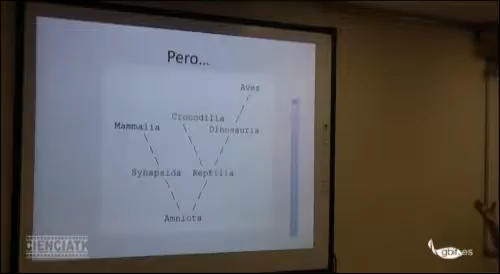 Pero...
Aves
Crocodilia
Mammalia
Dinosauria
Synapsida Reptilia
Amniota
CIENCIATK
gbif.es